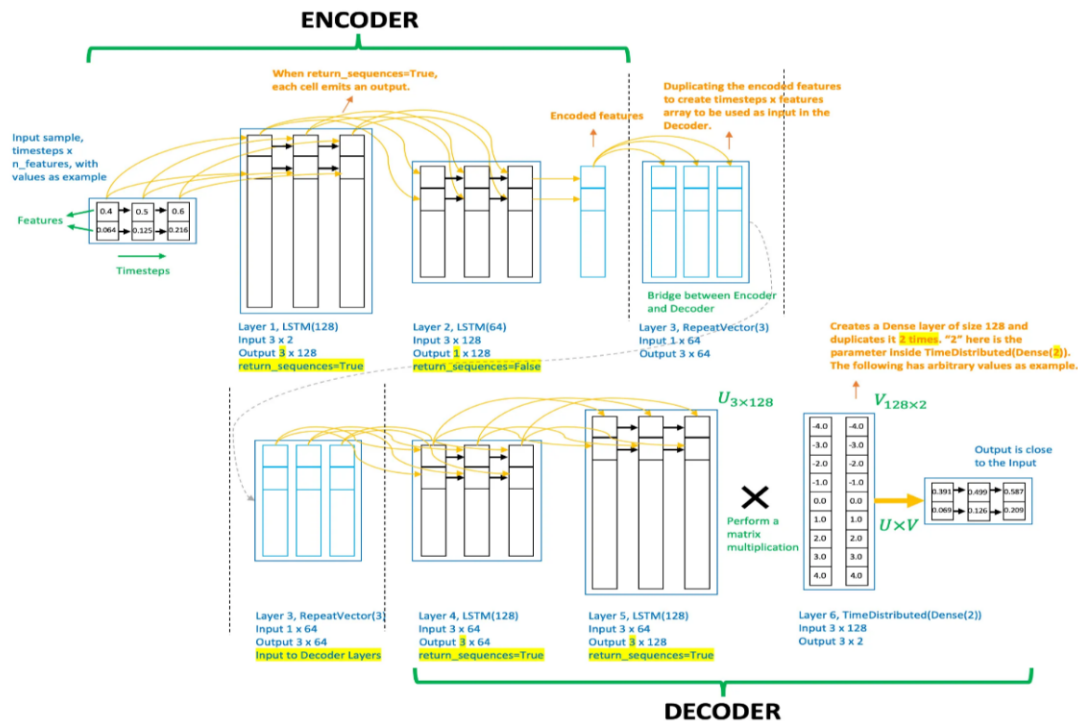 ENCODER
When return_sequences=True,
each cell emits an output.
Duplicating the encoded features
to create timesteps x features
array to be used as input in the
Decoder.
Encoded features
Input sample,
timesteps x
n_features, with
values as example
Features
0.4 0.5 0.6
0.064 0.125 0.216
Timesteps
Bridge between Encoder
and Decoder
Layer 1, LSTM(128)
Input 3 x 2
Output 3 x 128
return_sequences=True
Layer 2, LSTM(64)
Input 3 x 128
Output 1 x 128
return_sequences=False
Layer 3, RepeatVector(3)
Input 1 x 64
Output 3 x 64
Creates a Dense layer of size 128 and
duplicates it 2 times. "2" here is the
parameter inside TimeDistributed(Dense(2)).
The following has arbitrary values as example.
U3×128
V128×2
-4.0 -4.0
-3.0 -3.0
-2.0 -2.0
-1.0 -1.0
0.0 0.0
1.0 1.0
2.0 2.0
3.0 3.0
4.0 4.0
×
Perform a
matrix
multiplication
U×V
Output is close
to the Input
0.391 0.499 0.587
0.069 0.126 0.209
Layer 3, RepeatVector(3)
Input 1 x 64
Output 3 x 64
Input to Decoder Layers
Layer 4, LSTM(128)
Input 3 x 64
Output 3 x 64
return_sequences=True
Layer 5, LSTM(128)
Input 3 x 64
Output 3 x 128
return_sequences=True
Layer 6, TimeDistributed(Dense(2))
Input 3 x 128
Output 3 x 2
DECODER